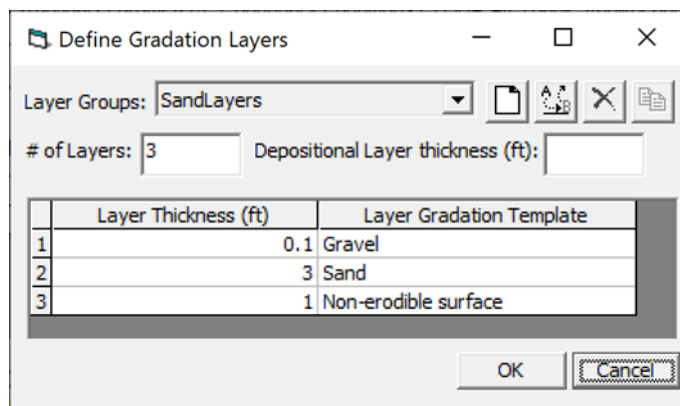 Define Gradation Layers
Layer Groups: SandLayers
# of Layers: 3 Depositional Layer thickness (ft):
Layer Thickness (ft) Layer Gradation Template
1 0.1 Gravel
2 3 Sand
3 1 Non-erodible surface
OK Cancel